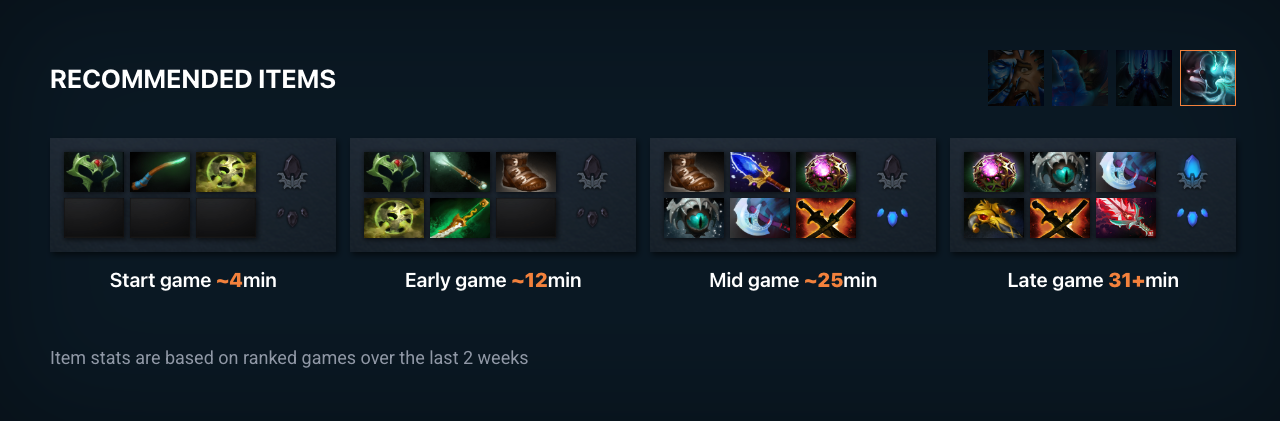 RECOMMENDED ITEMS
Start game ~4min
Early game ~12min
Mid game ~25min
Late game 31+min
Item stats are based on ranked games over the last 2 weeks